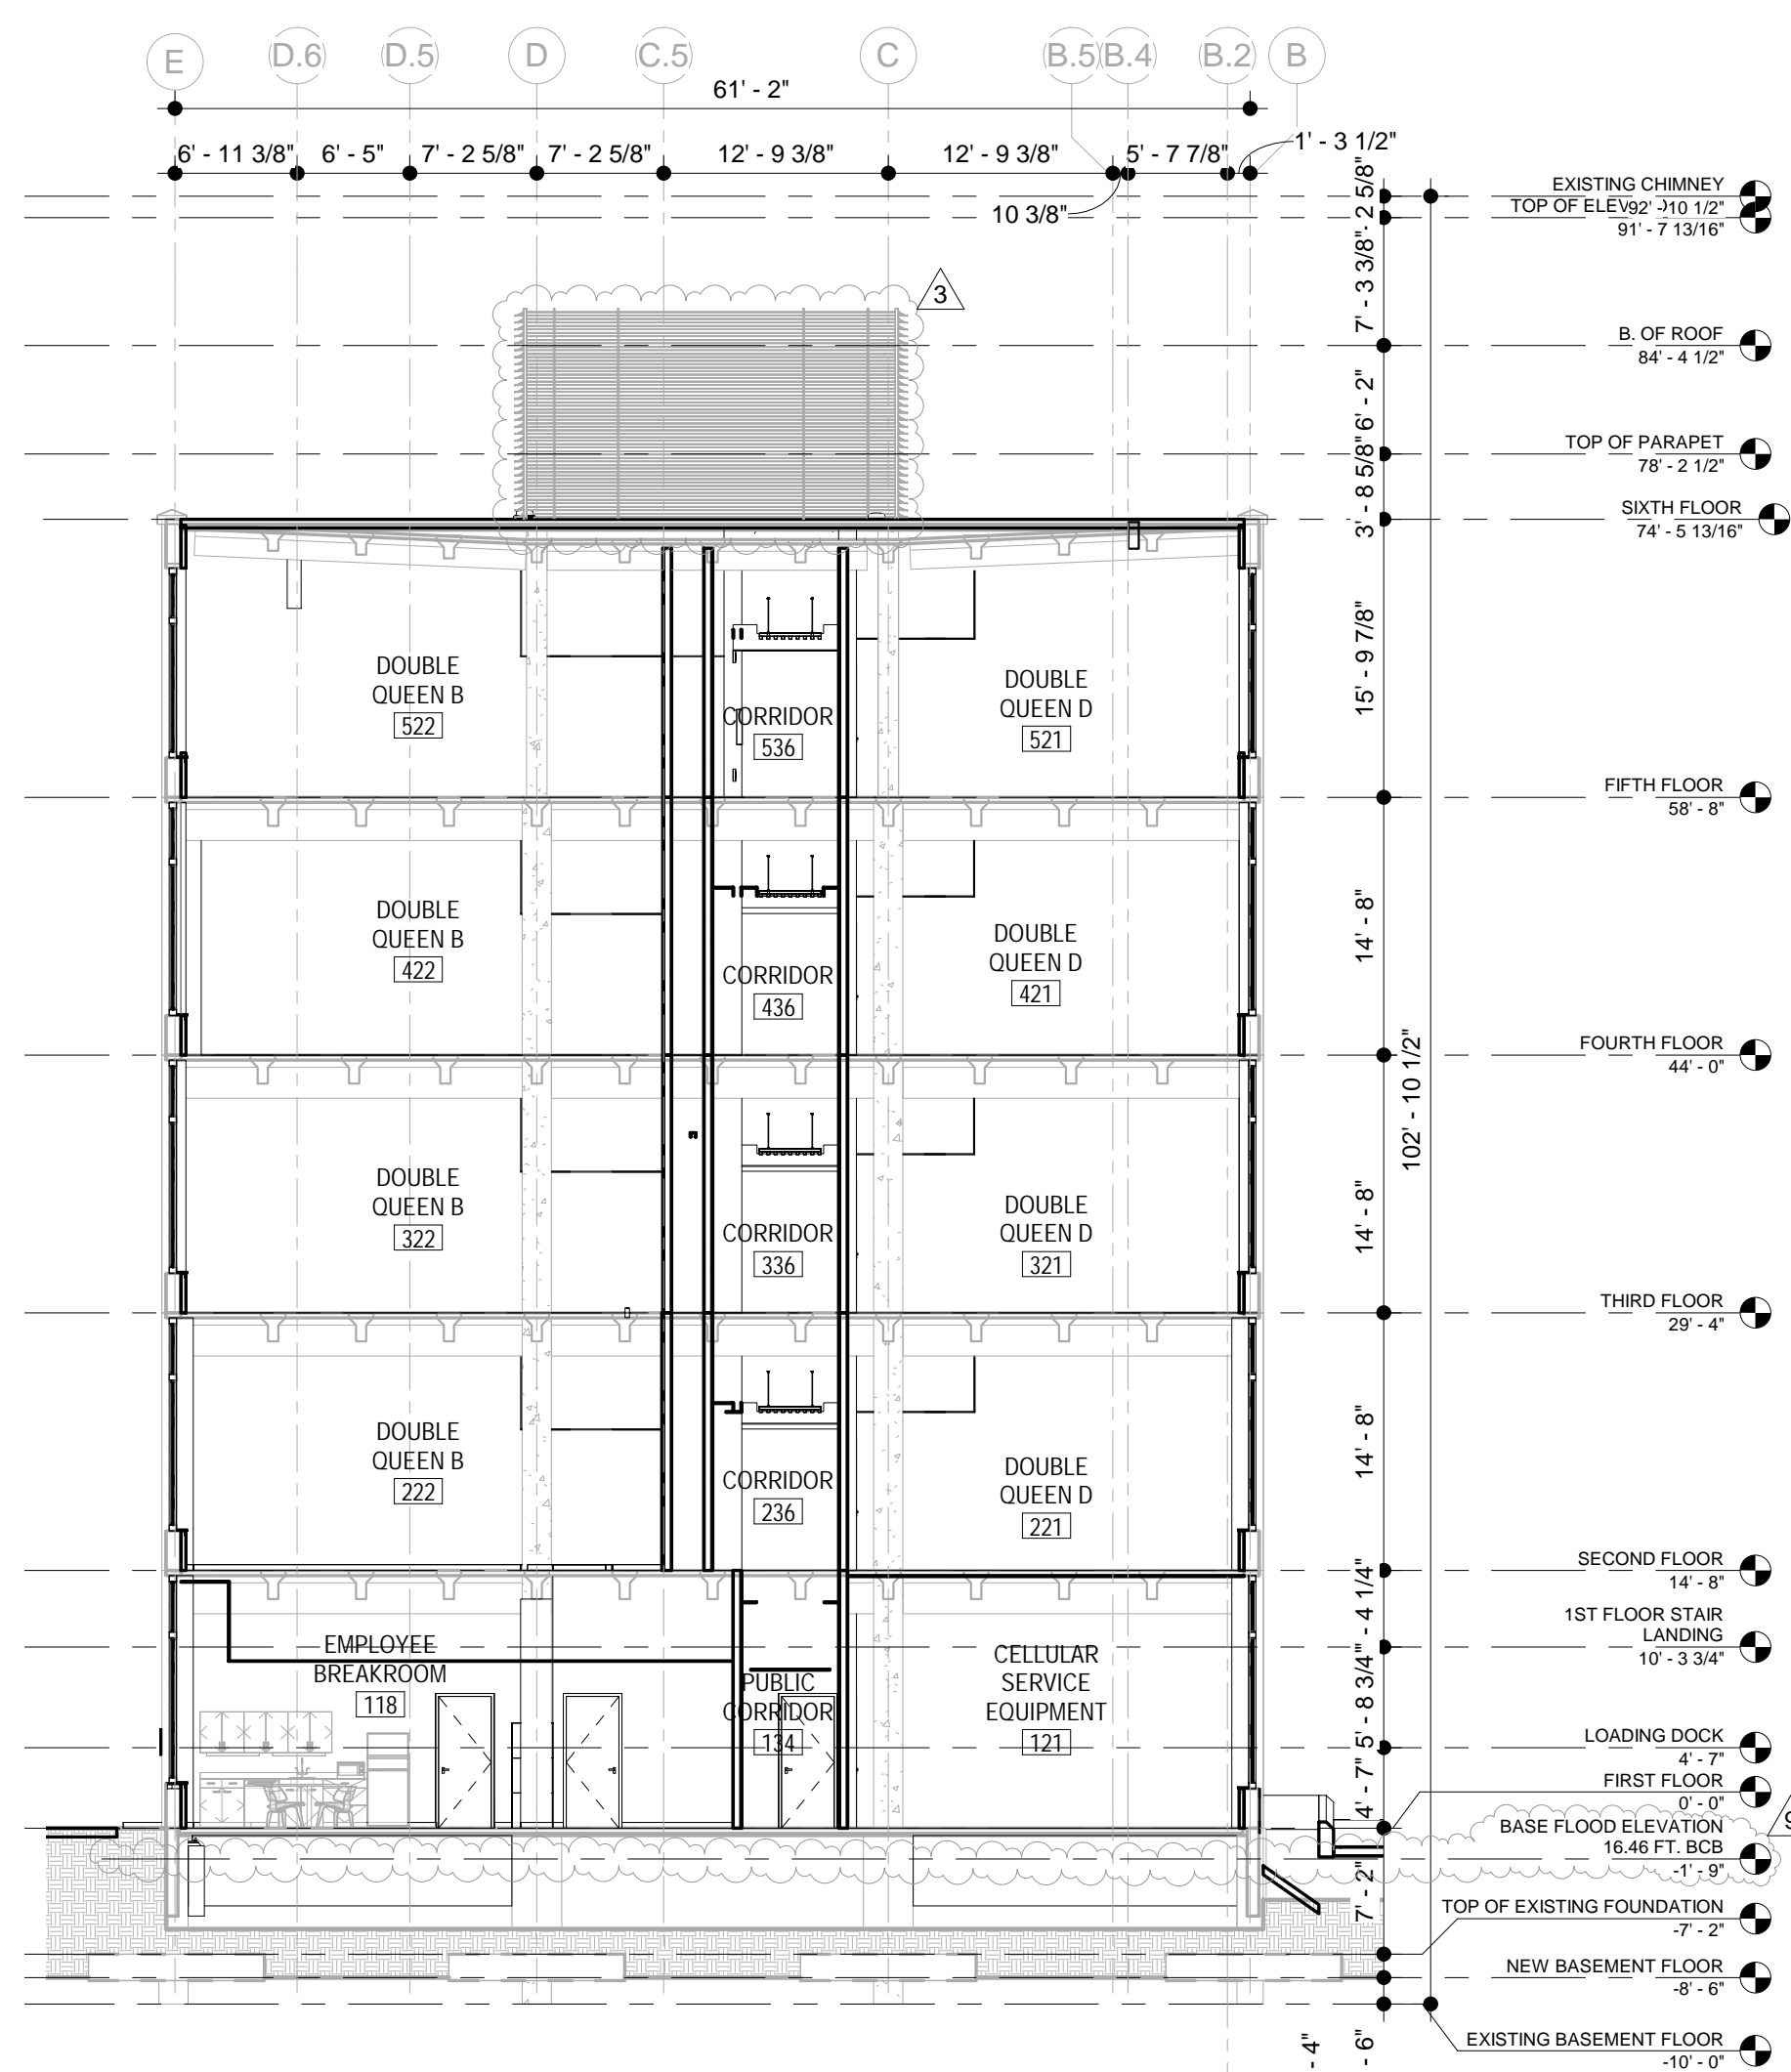 E
D.6
D.5
D
C.5
C
B.5
B.4
B.2
B
61' - 2"
6' - 11 3/8"
6' - 5"
7' - 2 5/8"
7' - 2 5/8"
12' - 9 3/8"
12' - 9 3/8"
5' - 7 7/8"
1' - 3 1/2"
10 3/8"
EXISTING CHIMNEY
92' - 10 1/2"
TOP OF ELEV
91' - 7 13/16"
- 2 5/8"
7' - 3 3/8"
3
B. OF ROOF
84' - 4 1/2"
6' - 2"
TOP OF PARAPET
78' - 2 1/2"
3' - 8 5/8"
SIXTH FLOOR
74' - 5 13/16"
15' - 9 7/8"
DOUBLE
QUEEN B
522
CORRIDOR
536
DOUBLE
QUEEN D
521
FIFTH FLOOR
58' - 8"
14' - 8"
DOUBLE
QUEEN B
422
CORRIDOR
436
DOUBLE
QUEEN D
421
FOURTH FLOOR
44' - 0"
102' - 10 1/2"
14' - 8"
DOUBLE
QUEEN B
322
CORRIDOR
336
DOUBLE
QUEEN D
321
THIRD FLOOR
29' - 4"
14' - 8"
DOUBLE
QUEEN B
222
CORRIDOR
236
DOUBLE
QUEEN D
221
SECOND FLOOR
14' - 8"
- 4 1/4"
1ST FLOOR STAIR
LANDING
10' - 3 3/4"
5' - 8 3/4"
EMPLOYEE
BREAKROOM
118
PUBLIC
CORRIDOR
134
CELLULAR
SERVICE
EQUIPMENT
121
LOADING DOCK
4' - 7"
4' - 7"
FIRST FLOOR
0' - 0"
BASE FLOOD ELEVATION
16.46 FT. BCB
-1' - 9"
9
7' - 2"
TOP OF EXISTING FOUNDATION
-7' - 2"
NEW BASEMENT FLOOR
-8' - 6"
EXISTING BASEMENT FLOOR
-10' - 0"
- 4"
- 6"